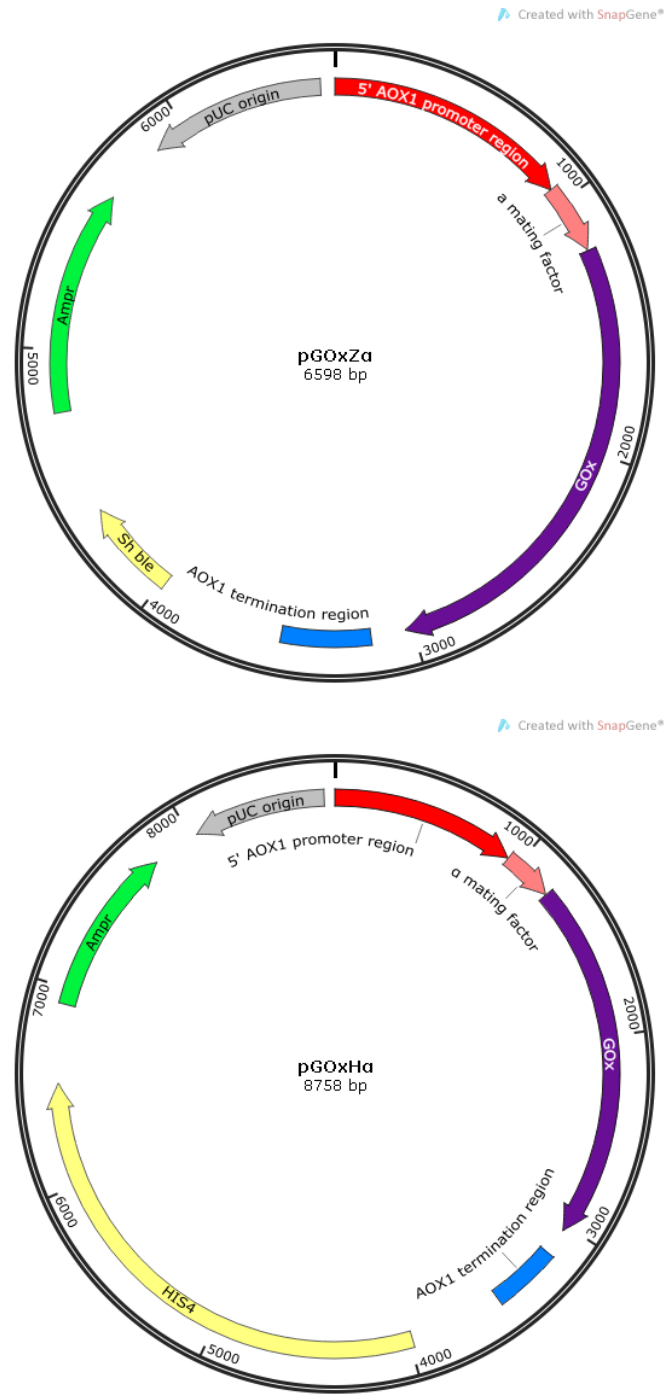 Created with SnapGene®
pUC origin
5' AOX1 promoter region
6000
1000
a mating factor
Ampr
pGOxZα
6598 bp
5000
2000
GOx
Sh ble
AOX1 termination region
4000
3000
Created with SnapGene®
pUC origin
8000
5' AOX1 promoter region
1000
α mating factor
Ampr
7000
2000
pGOxHα
8758 bp
GOx
AOX1 termination region
3000
6000
HIS4
5000
4000